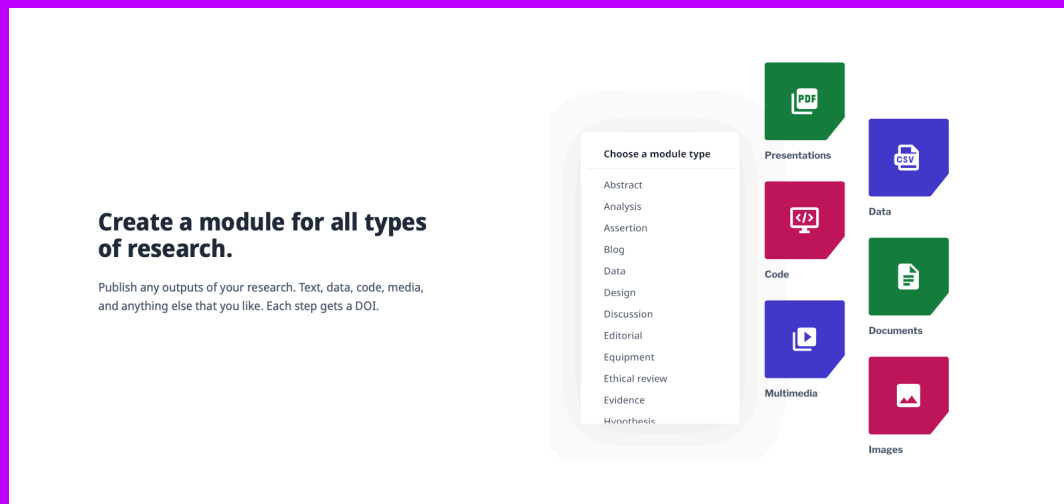 Create a module for all types
of research.
Publish any outputs of your research. Text, data, code, media,
and anything else that you like. Each step gets a DOI.
Choose a module type
Abstract
Analysis
Assertion
Blog
Data
Design
Discussion
Editorial
Equipment
Ethical review
Evidence
Hypothesis
PDF
Presentations
CSV
Data
</>
Code
Documents
Multimedia
Images